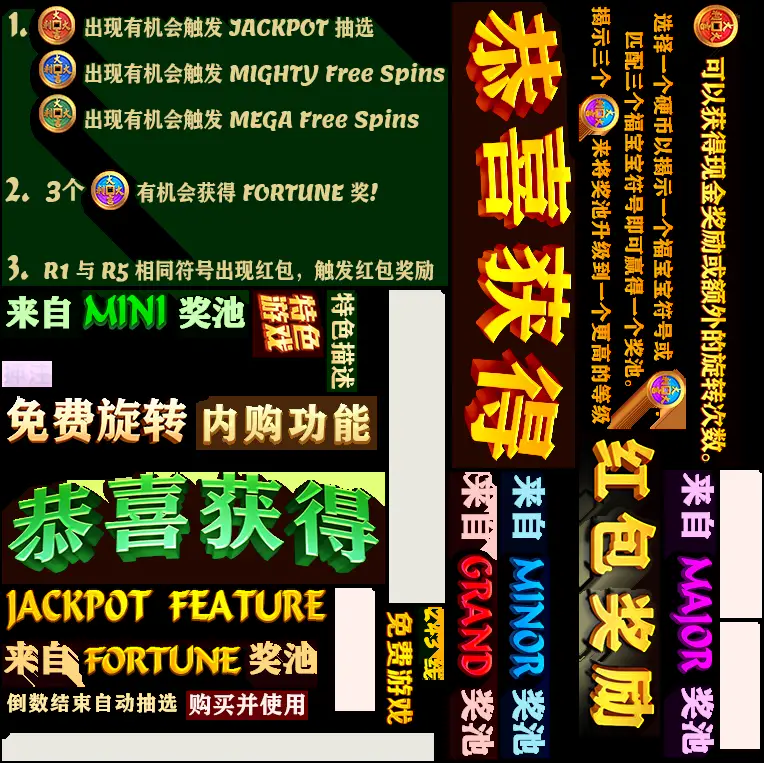 1. 出现有机会触发 JACKPOT 抽选
出现有机会触发 MIGHTY Free Spins
出现有机会触发 MEGA Free Spins
2. 3个 有机会获得 FORTUNE 奖!
3. R1 与 R5 相同符号出现红包，触发红包奖励
来自 MINI 奖池
特色
游戏
特色描述
免费旋转
内购功能
恭喜获得
JACKPOT FEATURE
来自 FORTUNE 奖池
倒数结束自动抽选
购买并使用
免费游戏
恭喜获得
来自 GRAND 奖池
来自 MINOR 奖池
选择一个硬币以揭示一个福宝宝符号或
匹配三个福宝宝符号即可赢得一个奖池。
揭示三个 来将奖池升级到一个更高的等级
可以获得现金奖励或额外的旋转次数。
红包奖励
来自 MAJOR 奖池